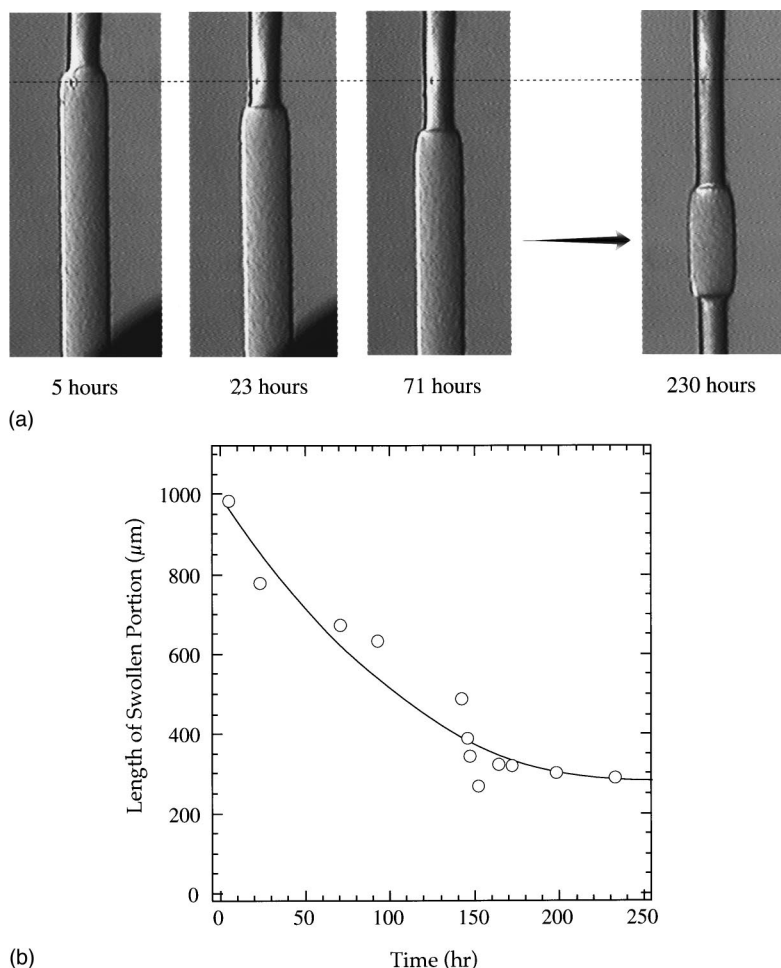 5 hours
23 hours
71 hours
230 hours
(a)
1000
800
600
400
200
0
Length of Swollen Portion (μm)
0 50 100 150 200 250
Time (hr)
(b)